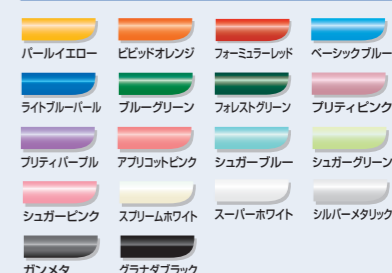 パールイエロー ビビッドオレンジ フォーミュラーレッド ベーシックブルー
ライトブルーパール ブルーグリーン フォレストグリーン プリティピンク
プリティパープル アプリコットピンク シュガーブルー シュガーグリーン
シュガーピンク スプリームホワイト スーパーホワイト シルバーメタリック
ガンメタ グラナダブラック